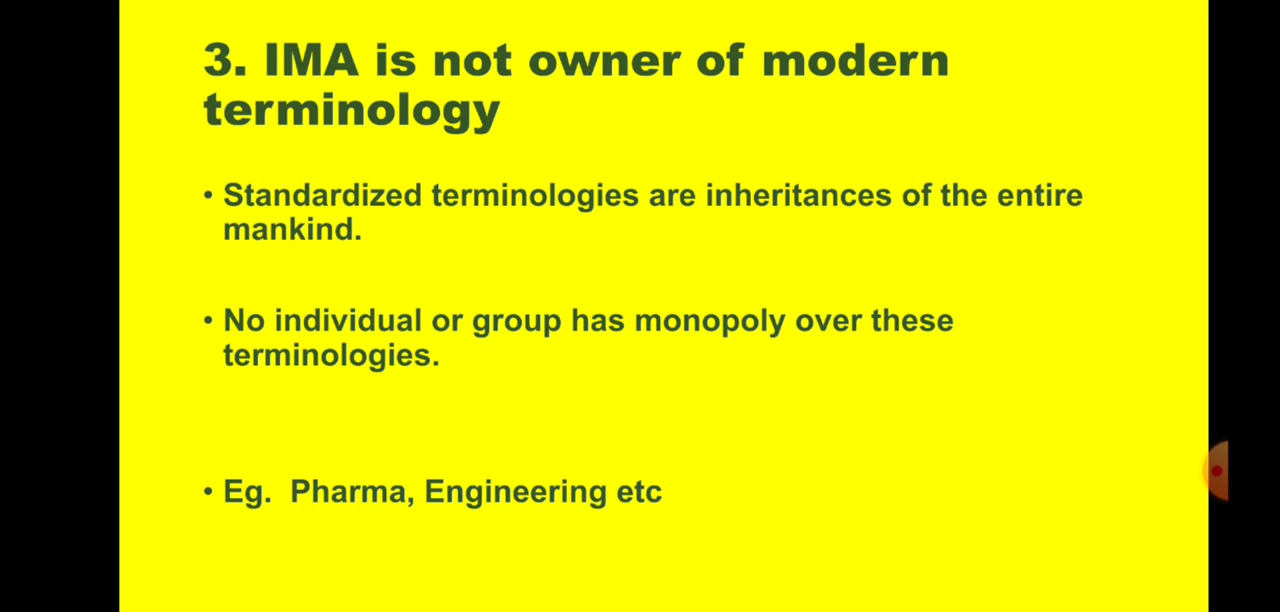 3. IMA is not owner of modern
terminology
• Standardized terminologies are inheritances of the entire
mankind.
• No individual or group has monopoly over these
terminologies.
• Eg.  Pharma, Engineering etc